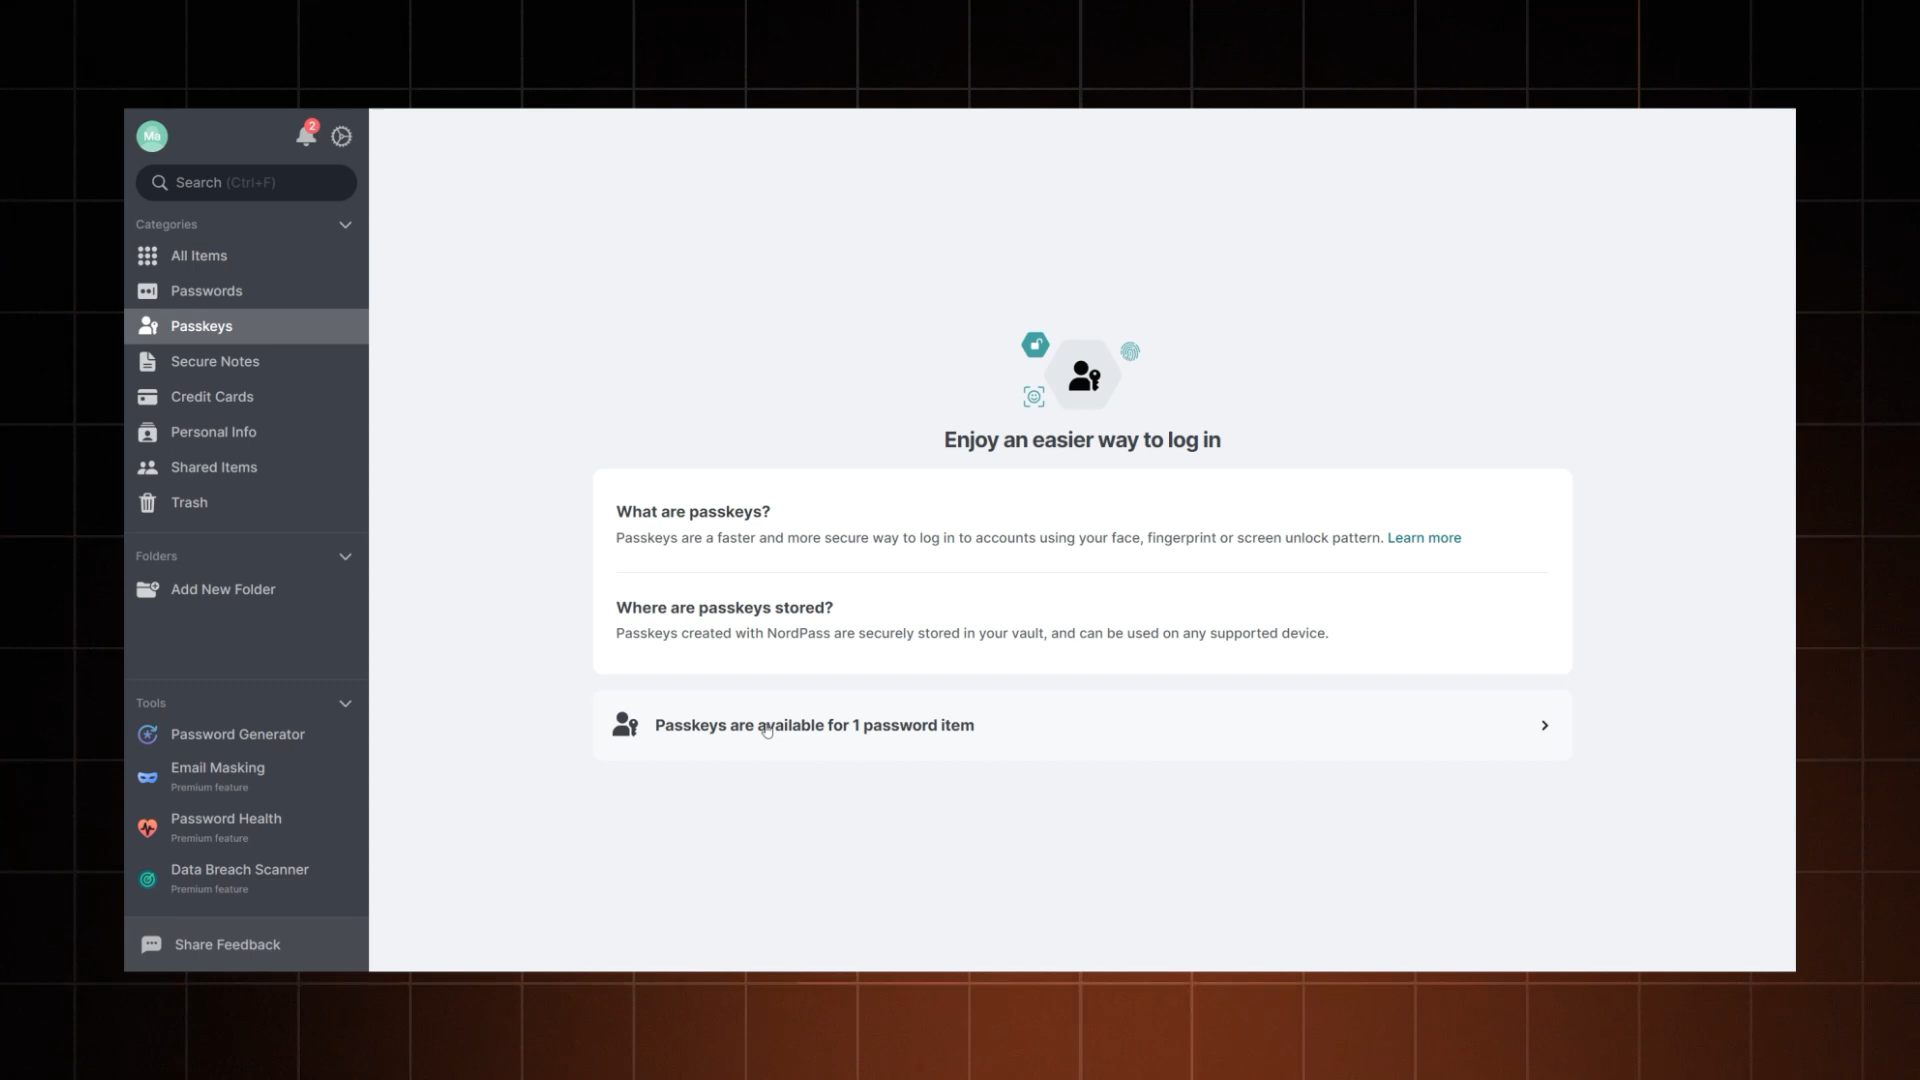 Ma
2
Search (Ctrl+F)
Categories
All Items
Passwords
Passkeys
Secure Notes
Credit Cards
Personal Info
Shared Items
Trash
Folders
Add New Folder
Tools
Password Generator
Email Masking
Premium feature
Password Health
Premium feature
Data Breach Scanner
Premium feature
Share Feedback
Enjoy an easier way to log in
What are passkeys?
Passkeys are a faster and more secure way to log in to accounts using your face, fingerprint or screen unlock pattern. Learn more
Where are passkeys stored?
Passkeys created with NordPass are securely stored in your vault, and can be used on any supported device.
Passkeys are available for 1 password item